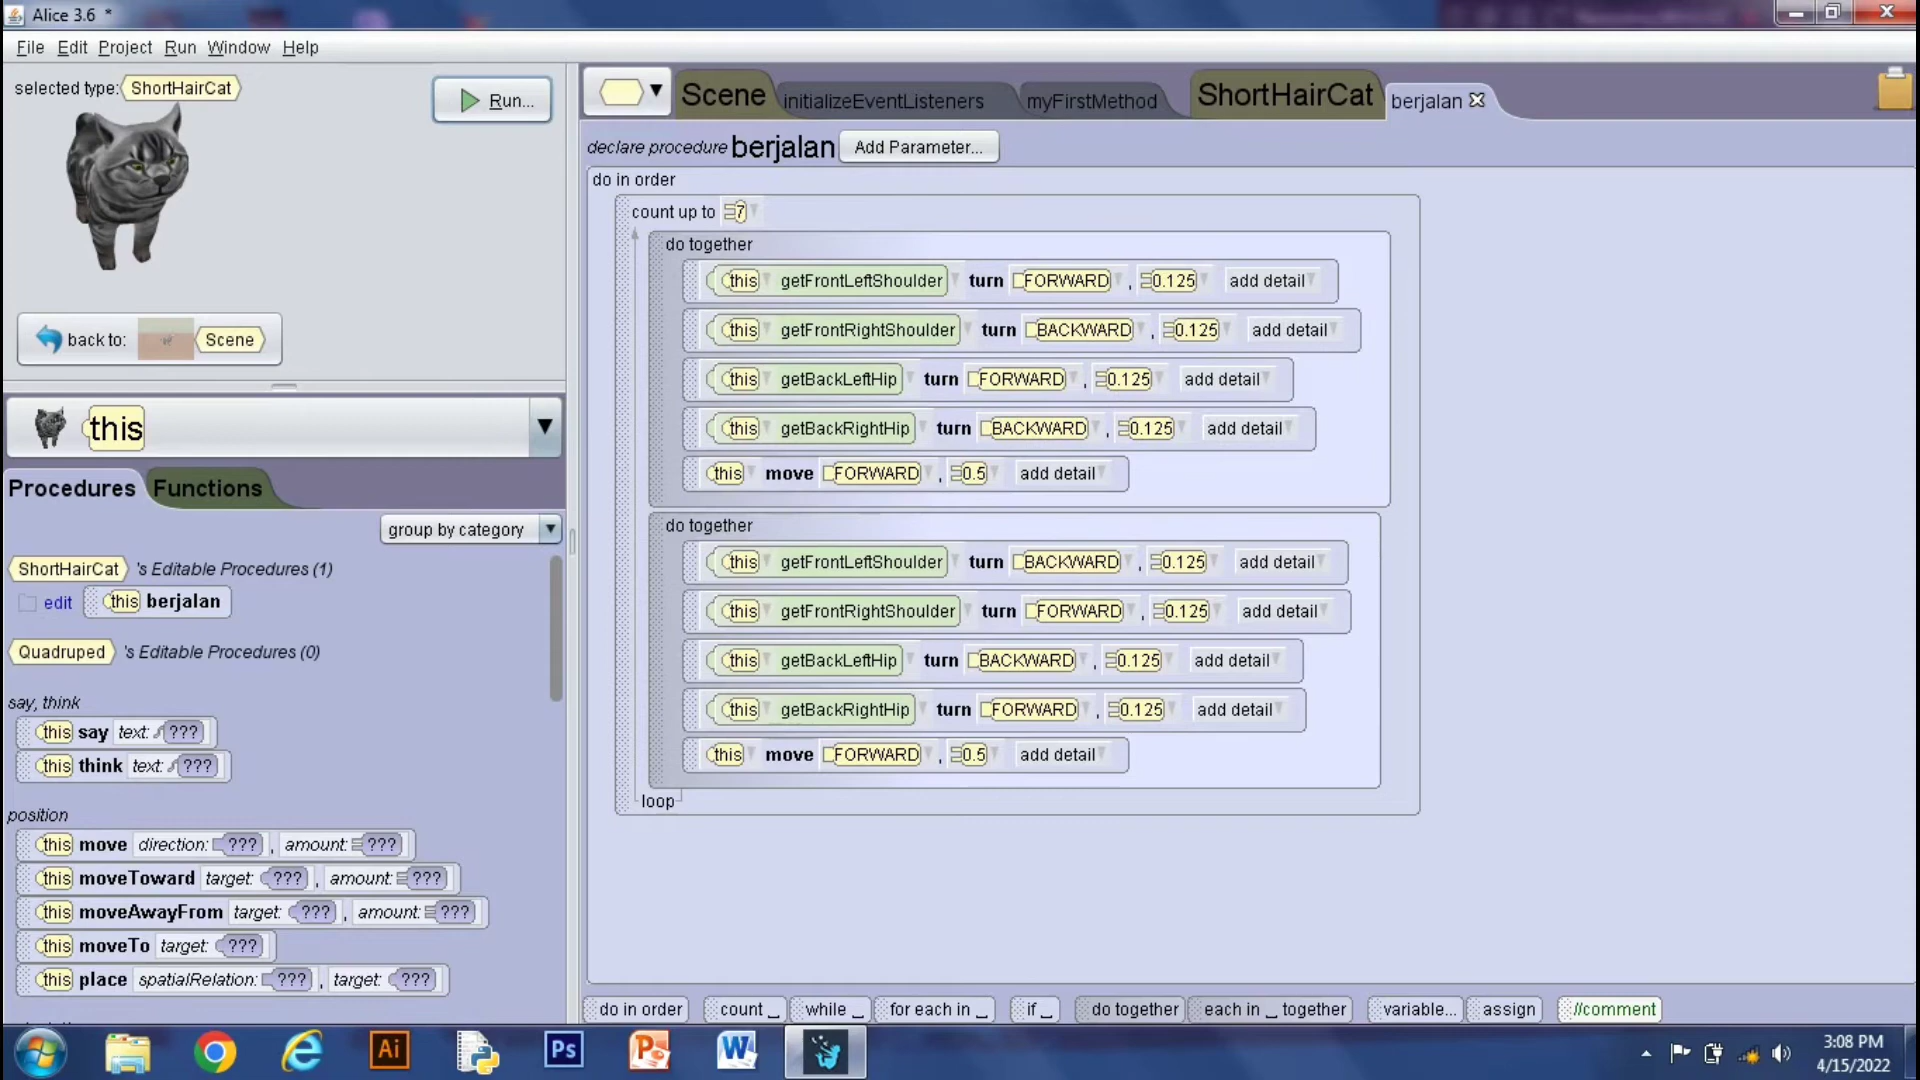 Alice 3.6 *
File Edit Project Run Window Help
selected type: ShortHairCat
Run...
back to: Scene
this
Procedures Functions
group by category
ShortHairCat 's Editable Procedures (1)
edit this berjalan
Quadruped 's Editable Procedures (0)
say, think
this say text: ???
this think text: ???
position
this move direction: ??? , amount: ???
this moveToward target: ??? , amount: ???
this moveAwayFrom target: ??? , amount: ???
this moveTo target: ???
this place spatialRelation: ??? , target: ???
Scene initializeEventListeners myFirstMethod ShortHairCat berjalan
declare procedure berjalan Add Parameter...
do in order
count up to 7
do together
this getFrontLeftShoulder turn FORWARD , 0.125 add detail
this getFrontRightShoulder turn BACKWARD , 0.125 add detail
this getBackLeftHip turn FORWARD , 0.125 add detail
this getBackRightHip turn BACKWARD , 0.125 add detail
this move FORWARD , 0.5 add detail
do together
this getFrontLeftShoulder turn BACKWARD , 0.125 add detail
this getFrontRightShoulder turn FORWARD , 0.125 add detail
this getBackLeftHip turn BACKWARD , 0.125 add detail
this getBackRightHip turn FORWARD , 0.125 add detail
this move FORWARD , 0.5 add detail
loop
do in order count _ while _ for each in _ if _ do together each in _ together variable... assign //comment
Ai Ps P W
3:08 PM
4/15/2022